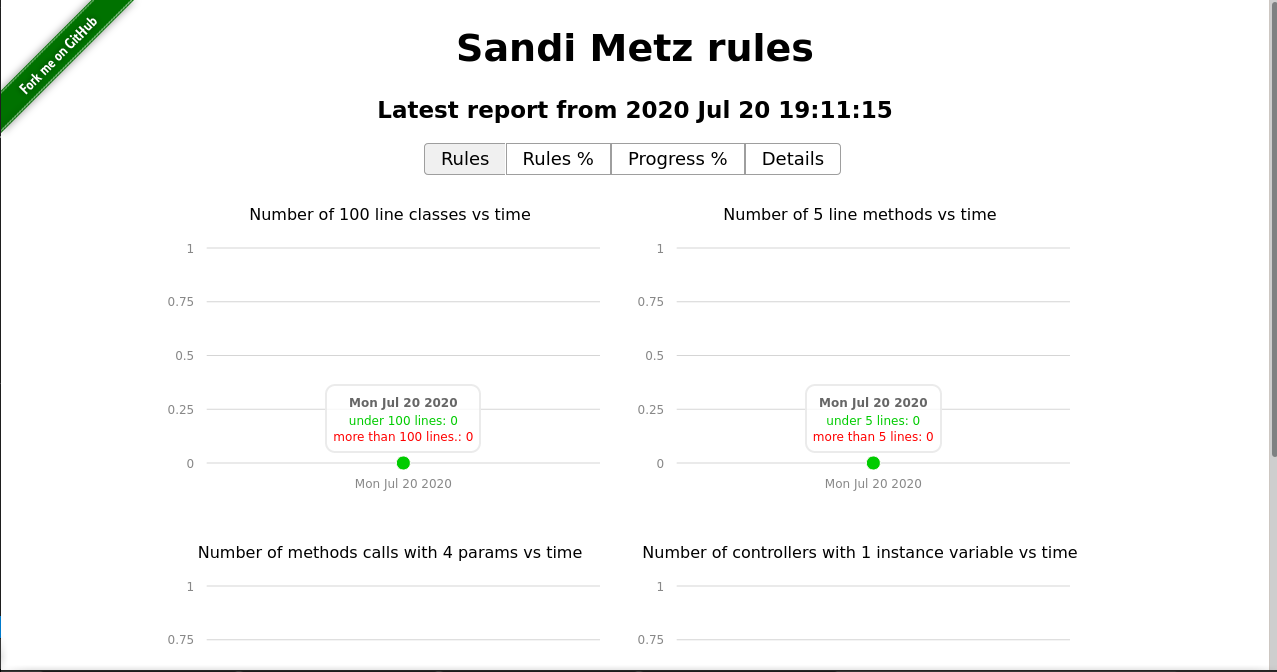 Fork me on GitHub
Sandi Metz rules
Latest report from 2020 Jul 20 19:11:15
Rules Rules % Progress % Details
Number of 100 line classes vs time
1
0.75
0.5
0.25
0
Mon Jul 20 2020
under 100 lines: 0
more than 100 lines.: 0
Mon Jul 20 2020
Number of 5 line methods vs time
1
0.75
0.5
0.25
0
Mon Jul 20 2020
under 5 lines: 0
more than 5 lines: 0
Mon Jul 20 2020
Number of methods calls with 4 params vs time
1
0.75
Number of controllers with 1 instance variable vs time
1
0.75